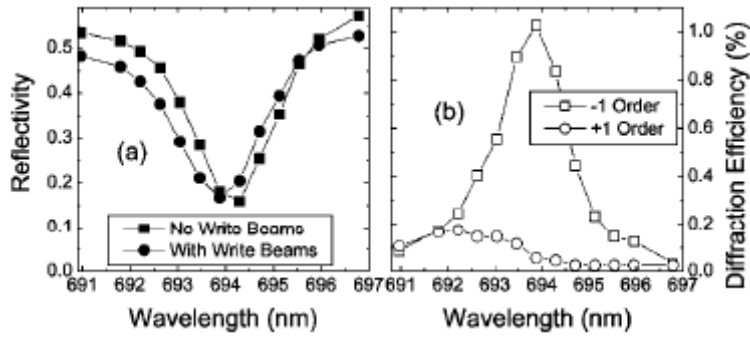 Reflectivity
0.5
0.4
0.3
0.2
0.1
0.0
(a)
No Write Beams
With Write Beams
691 692 693 694 695 696 697
Wavelength (nm)
(b)
-1 Order
+1 Order
691 692 693 694 695 696 697
Wavelength (nm)
1.0
0.8
0.6
0.4
0.2
0.0
Diffraction Efficiency (%)